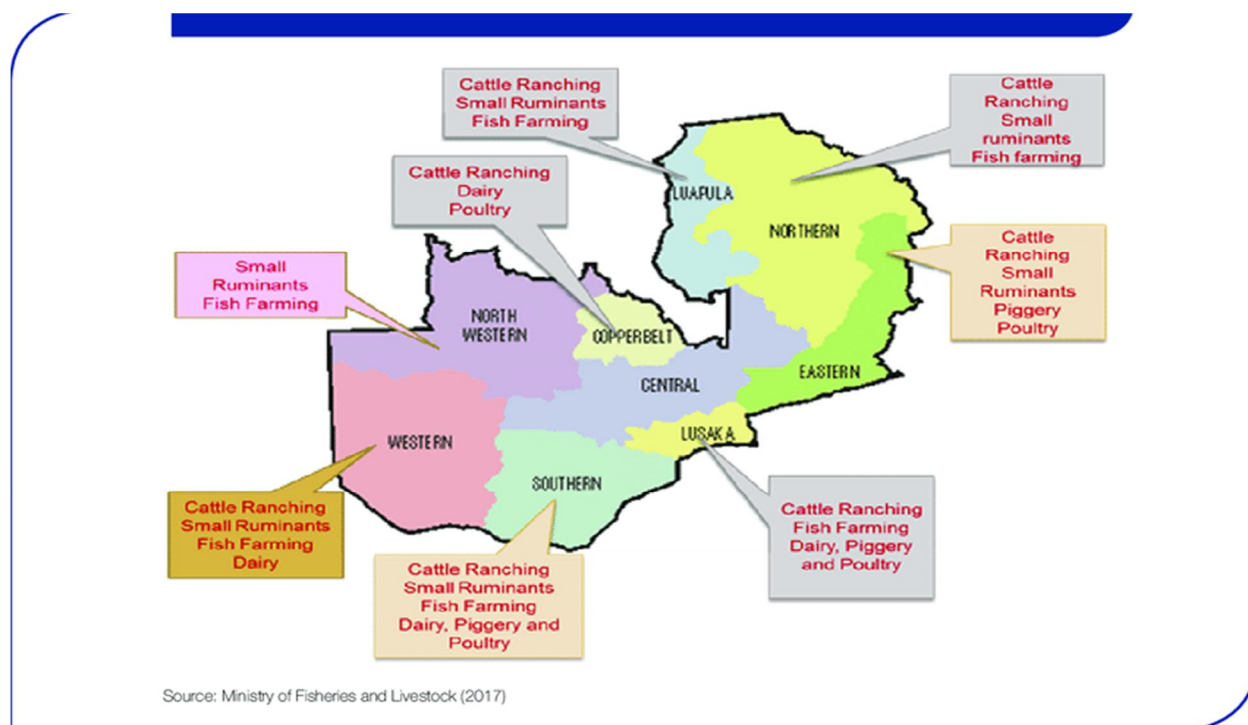 Cattle Ranching
Small Ruminants
Fish Farming
Cattle
Ranching
Small
ruminants
Fish farming
Cattle Ranching
Dairy
Poultry
LUAPULA
NORTHERN
Cattle
Ranching
Small
Ruminants
Piggery
Poultry
Small
Ruminants
Fish Farming
NORTH
WESTERN
COPPERBELT
CENTRAL
EASTERN
WESTERN
LUSAKA
SOUTHERN
Cattle Ranching
Small Ruminants
Fish Farming
Dairy
Cattle Ranching
Fish Farming
Dairy, Piggery
and Poultry
Cattle Ranching
Small Ruminants
Fish Farming
Dairy, Piggery and
Poultry
Source: Ministry of Fisheries and Livestock (2017)